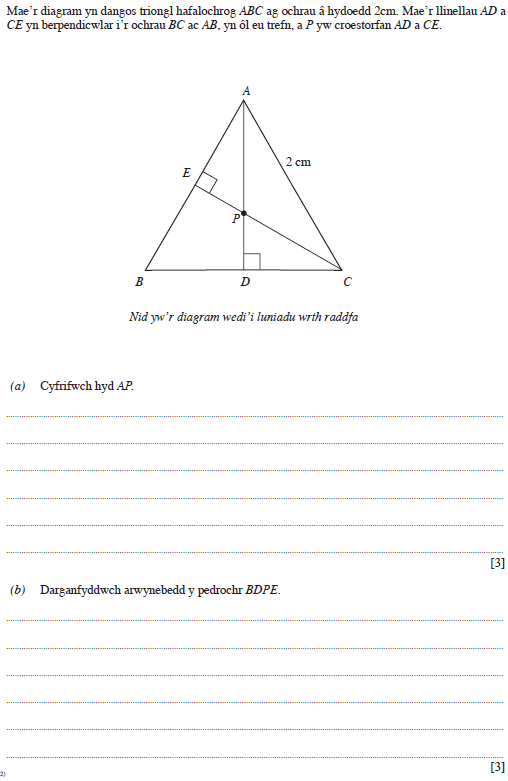 Mae'r diagram yn dangos triongl hafalochrog ABC ag ochrau â hydoedd 2cm. Mae'r llinellau AD a
CE yn berpendicwlar i'r ochrau BC ac AB, yn ôl eu trefn, a P yw croestorfan AD a CE.
A
2 cm
E
P
B
D
C
Nid yw'r diagram wedi'i luniadu wrth raddfa
(a) Cyfrifwch hyd AP.
[3]
(b) Darganfyddwch arwynebedd y pedrochr BDPE.
[3]
2)